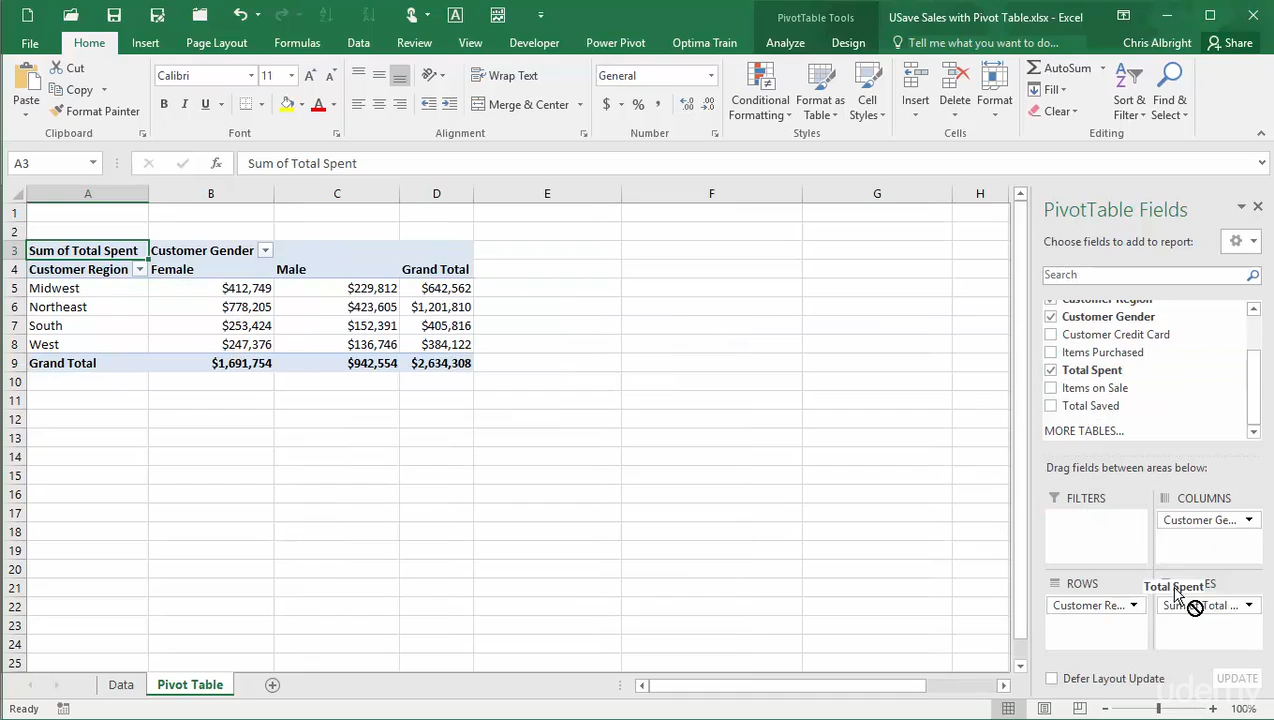 PivotTable Tools
USave Sales with Pivot Table.xlsx - Excel
File Home Insert Page Layout Formulas Data Review View Developer Power Pivot Optima Train Analyze Design Tell me what you want to do... Chris Albright Share
Paste
Cut
Copy
Format Painter
Clipboard
Calibri 11
B I U
Font
Wrap Text
Merge & Center
Alignment
General
$ % ,
Number
Conditional Formatting
Format as Table
Cell Styles
Styles
Insert Delete Format
Cells
AutoSum
Fill
Clear
Sort & Filter
Find & Select
Editing
A3 fx Sum of Total Spent
A B C D E F G H
1
2
3 Sum of Total Spent Customer Gender
4 Customer Region Female Male Grand Total
5 Midwest $412,749 $229,812 $642,562
6 Northeast $778,205 $423,605 $1,201,810
7 South $253,424 $152,391 $405,816
8 West $247,376 $136,746 $384,122
9 Grand Total $1,691,754 $942,554 $2,634,308
10
11
12
13
14
15
16
17
18
19
20
21
22
23
24
25
PivotTable Fields
Choose fields to add to report:
Search
Customer Region
Customer Gender
Customer Credit Card
Items Purchased
Total Spent
Items on Sale
Total Saved
MORE TABLES...
Drag fields between areas below:
FILTERS COLUMNS
Customer Ge...
ROWS
Total Spent
Customer Re...
Defer Layout Update UPDATE
Data Pivot Table
Ready 100%
udemy